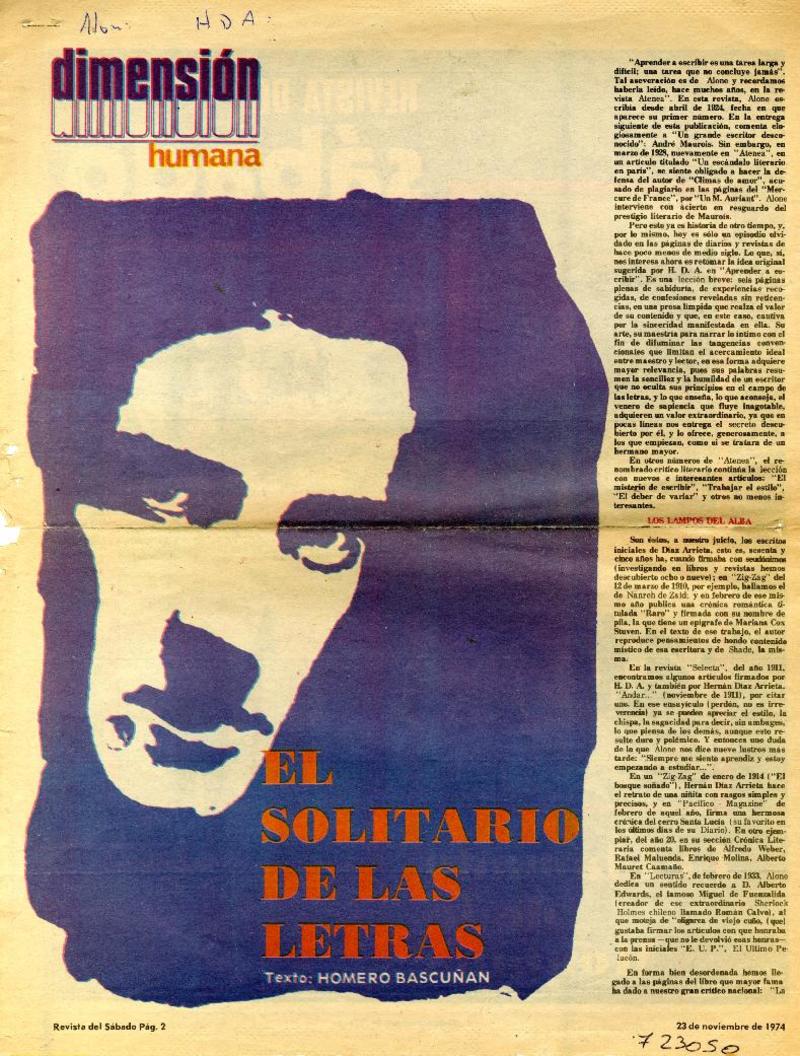 HDA
dimensión
humana
EL
SOLITARIO
DE LAS
LETRAS
Texto: HOMERO BASCUÑAN
"Aprender a escribir es una tarea larga y
difícil; una tarea que no concluye jamás".
Tal aseveración es de Alone y recordamos
haberla leído, hace muchos años, en la re-
vista Atenea". En esta revista, Alone es-
cribía desde abril de 1924, fecha en que
aparece su primer número. En la entrega
siguiente de esta publicación, comenta elo-
giosamente a "Un grande escritor desco-
nocido": André Maurois. Sin embargo, en
marzo de 1928, nuevamente en "Atenea", en
un artículo titulado "Un escándalo literario
en parís", se siente obligado a hacer la de-
fensa del autor de "Climas de amor", acu-
sado de plagiario en las páginas del "Mer-
cure de France", por "Un M. Auriant". Alone
interviene con acierto en resguardo del
prestigio literario de Maurois.
Pero esto ya es historia de otro tiempo, y,
por lo mismo, hoy es sólo un episodio olvi-
dado en las páginas de diarios y revistas de
hace poco menos de medio siglo. Lo que, sí,
nos interesa ahora es retomar la idea original
sugerida por H. D. A. en "Aprender a es-
cribir". Es una lección breve: seis páginas
plenas de sabiduría, de experiencias reco-
gidas, de confesiones reveladas sin reticen-
cias, en una prosa límpida que realza el valor
de su contenido y que, en este caso, cautiva
por la sinceridad manifestada en ella. Su
arte, su maestría para narrar lo íntimo con el
fin de difuminar las tangencias conven-
cionales que limitan el acercamiento ideal
entre maestro y lector, en esa forma adquiere
mayor relevancia, pues sus palabras resu-
men la sencillez y la humildad de un escritor
que no oculta sus principios en el campo de
las letras, y lo que enseña, lo que aconseja, el
venero de sapiencia que fluye inagotable,
adquieren un valor extraordinario, ya que en
pocas líneas nos entrega el secreto descu-
bierto por él, y lo ofrece, generosamente, a
los que empiezan, como si se tratara de un
hermano mayor.
En otros números de "Atenea", el re-
nombrado crítico literario continúa la lección
con nuevos e interesantes artículos: "El
misterio de escribir", "Trabajar el estilo",
"El deber de variar" y otros no menos in-
teresantes.
LOS LAMPOS DEL ALBA
Son éstos, a nuestro juicio, los escritos
iniciales de Díaz Arrieta, esto es, sesenta y
cinco años ha, cuando firmaba con seudónimos
(investigando en libros y revistas hemos
descubierto ocho o nueve); en "Zig-Zag" del
12 de marzo de 1910, por ejemplo, hallamos el
de Nanreh de Zaid; y en febrero de ese mis-
mo año publica una crónica romántica ti-
tulada "Raro" y firmada con su nombre de
pila, la que tiene un epígrafe de Mariana Cox
Stuven. En el texto de ese trabajo, el autor
reproduce pensamientos de hondo contenido
místico de esa escritora y de Shade, la mis-
ma.
En la revista "Selecta", del año 1911,
encontramos algunos artículos firmados por
H. D. A. y también por Hernán Díaz Arrieta.
"Andar..." (noviembre de 1911), por citar
uno. En ese ensayículo (perdón, no es irre-
verencia) ya se pueden apreciar el estilo, la
chispa, la sagacidad para decir, sin ambages,
lo que piensa de los demás, aunque esto re-
sulte duro y polémico. Y entonces uno duda
de lo que Alone nos dice nueve lustros más
tarde: "Siempre me siento aprendiz y estoy
empezando a estudiar...".
En un "Zig-Zag" de enero de 1914 ("El
bosque soñado"), Hernán Díaz Arrieta hace
el retrato de una niñita con rasgos simples y
precisos, y en "Pacífico - Magazine" de
febrero de aquel año, firma una hermosa
crónica del cerro Santa Lucía (su favorito en
los últimos días de su Diario). En otro ejem-
plar, del año 20, en su sección Crónica Lite-
raria comenta libros de Alfredo Weber,
Rafael Maluenda, Enrique Molina, Alberto
Mauret Caamaño.
En "Lecturas", de febrero de 1933, Alone
dedica un sentido recuerdo a D. Alberto
Edwards, el famoso Miguel de Fuenzalida
(creador de ese extraordinario Sherlock
Holmes chileno llamado Román Calvo), al
que moteja de "oligarca de viejo cuño, (que)
gustaba firmar los artículos con que honraba
a la prensa —que no le devolvió esas honras—
con las iniciales "E. U. P.", El Ultimo Pe-
lucón.
En forma bien desordenada hemos lle-
gado a las páginas del libro que mayor fama
ha dado a nuestro gran crítico nacional: "La
Revista del Sábado Pág. 2
23 de noviembre de 1974
723050